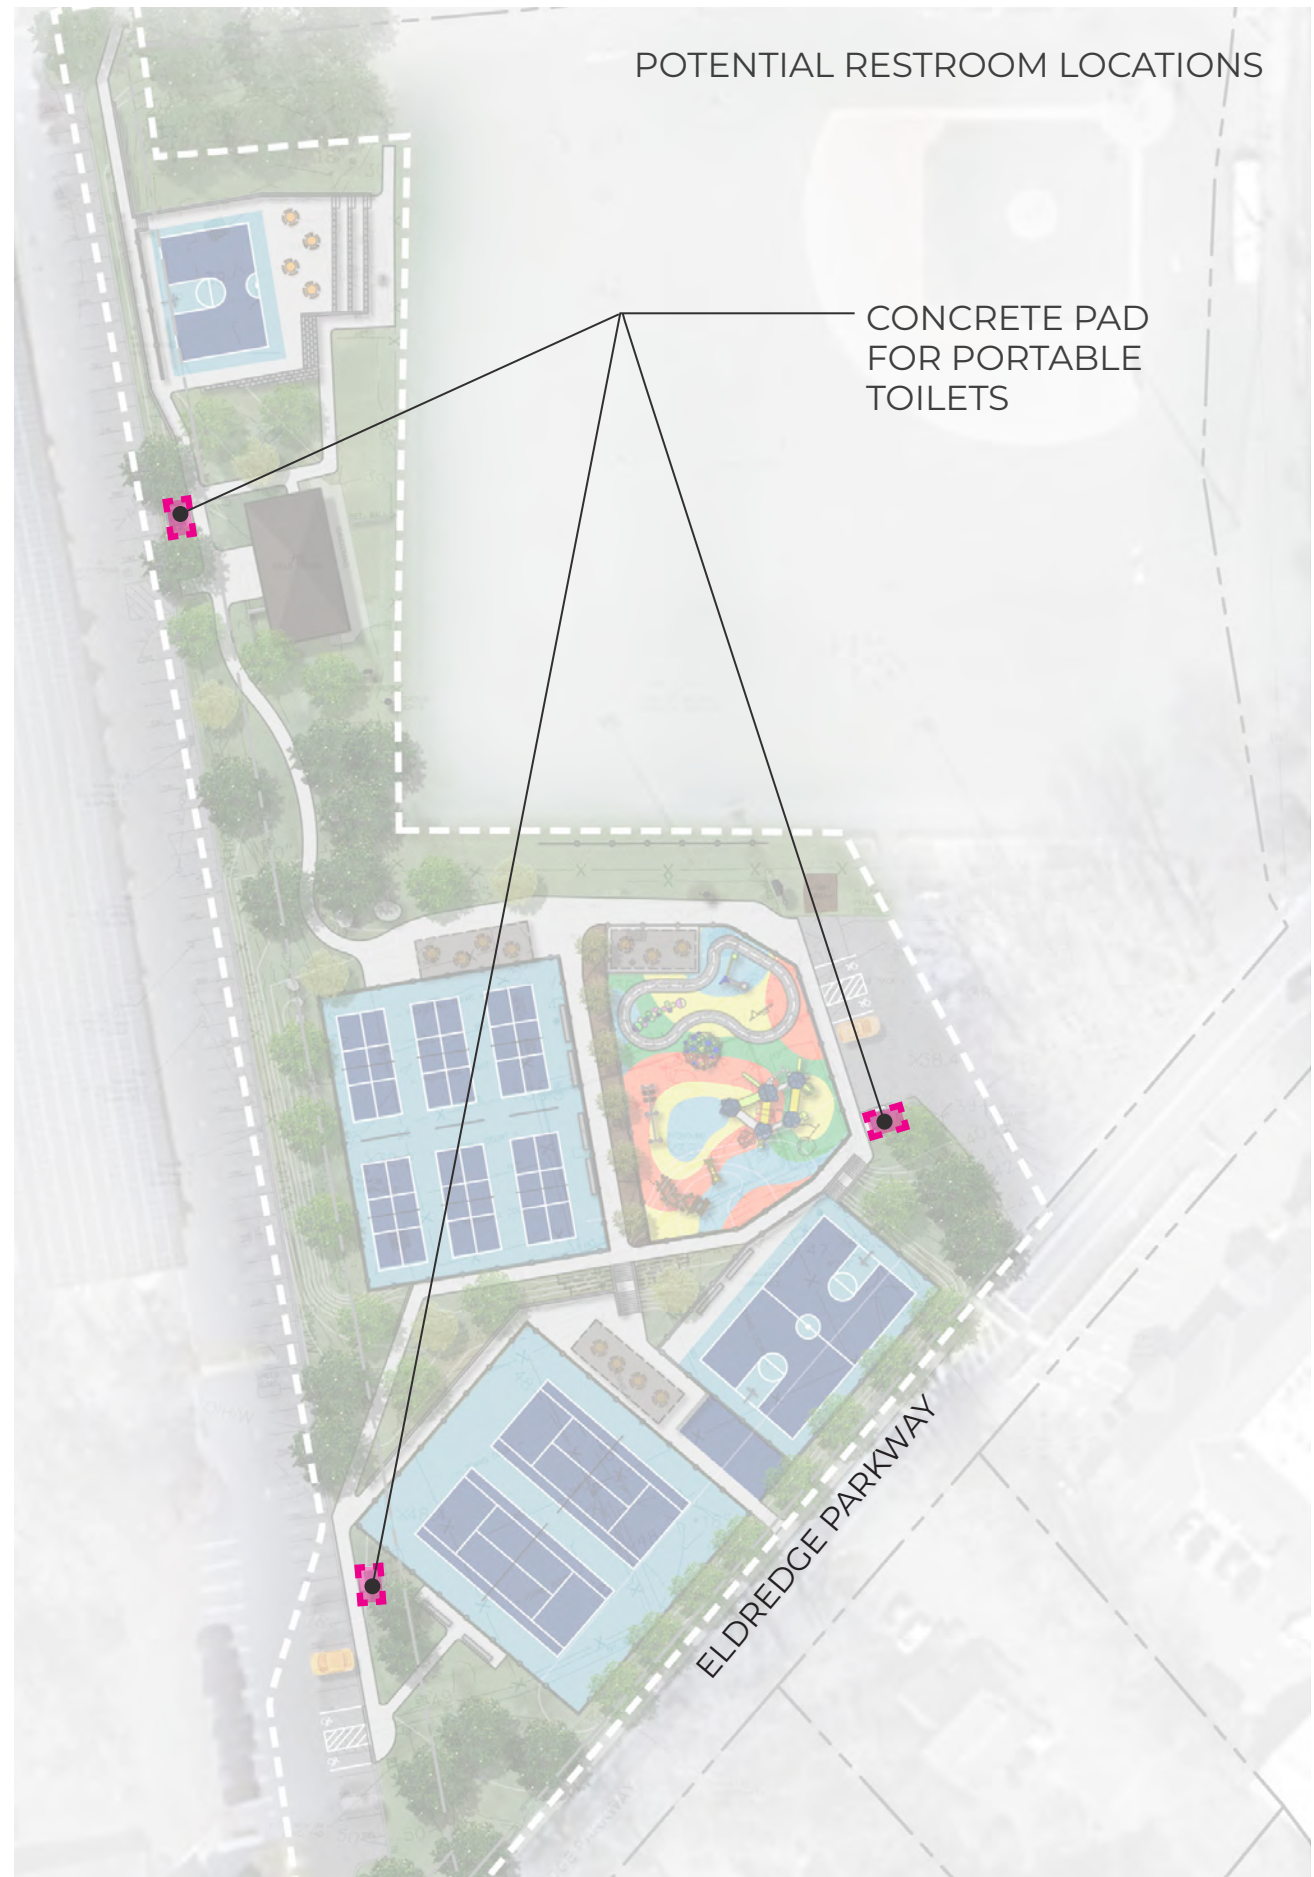 POTENTIAL RESTROOM LOCATIONS
CONCRETE PAD
FOR PORTABLE
TOILETS
ELDREDGE PARKWAY